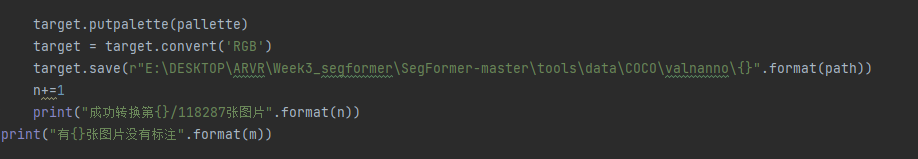 target.putpalette(pallette)
target = target.convert('RGB')
target.save(r"E:\DESKTOP\ARVR\Week3_segformer\SegFormer-master\tools\data\COCO\valnanno\{}".format(path))
n+=1
print("成功转换第{}/118287张图片".format(n))
print("有{}张图片没有标注".format(m))